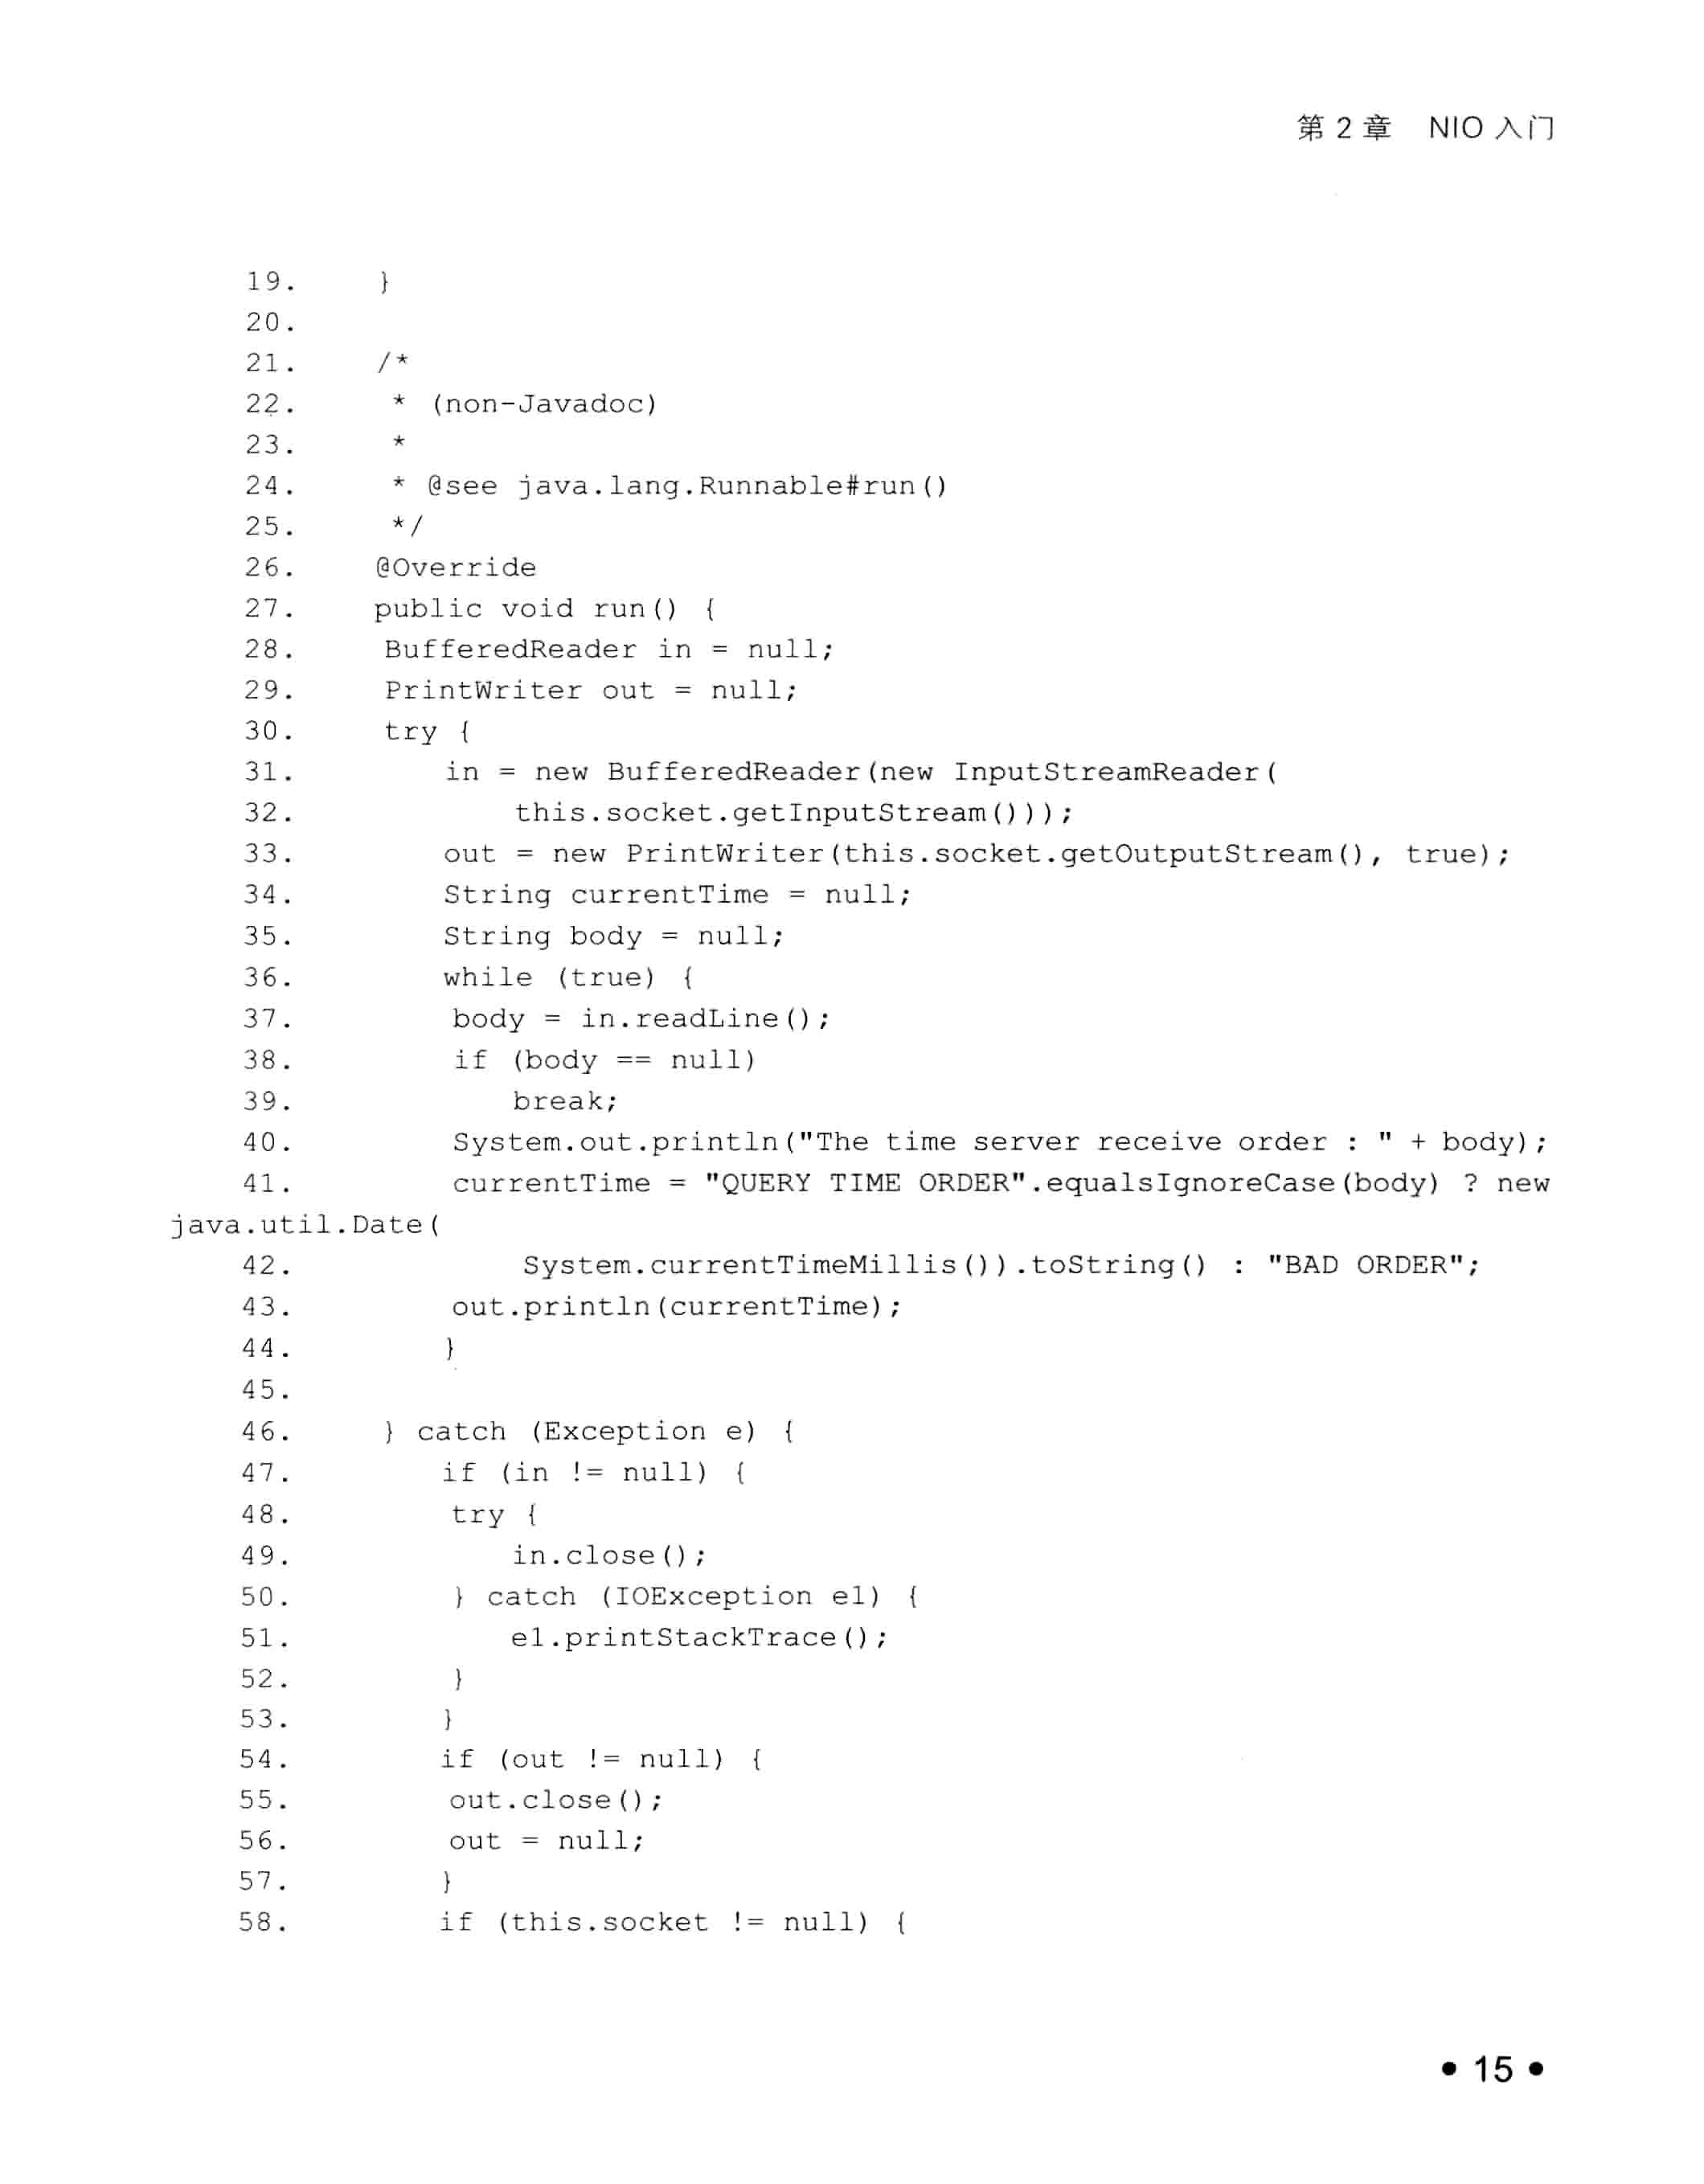 第 2 章 NIO 入门
19. }
20.
21. /*
22. * (non-Javadoc)
23. *
24. * @see java.lang.Runnable#run()
25. */
26. @Override
27. public void run() {
28. BufferedReader in = null;
29. PrintWriter out = null;
30. try {
31. in = new BufferedReader(new InputStreamReader(
32. this.socket.getInputStream()));
33. out = new PrintWriter(this.socket.getOutputStream(), true);
34. String currentTime = null;
35. String body = null;
36. while (true) {
37. body = in.readLine();
38. if (body == null)
39. break;
40. System.out.println("The time server receive order : " + body);
41. currentTime = "QUERY TIME ORDER".equalsIgnoreCase(body) ? new
java.util.Date(
42. System.currentTimeMillis()).toString() : "BAD ORDER";
43. out.println(currentTime);
44. }
45.
46. } catch (Exception e) {
47. if (in != null) {
48. try {
49. in.close();
50. } catch (IOException e1) {
51. e1.printStackTrace();
52. }
53. }
54. if (out != null) {
55. out.close();
56. out = null;
57. }
58. if (this.socket != null) {
• 15 •